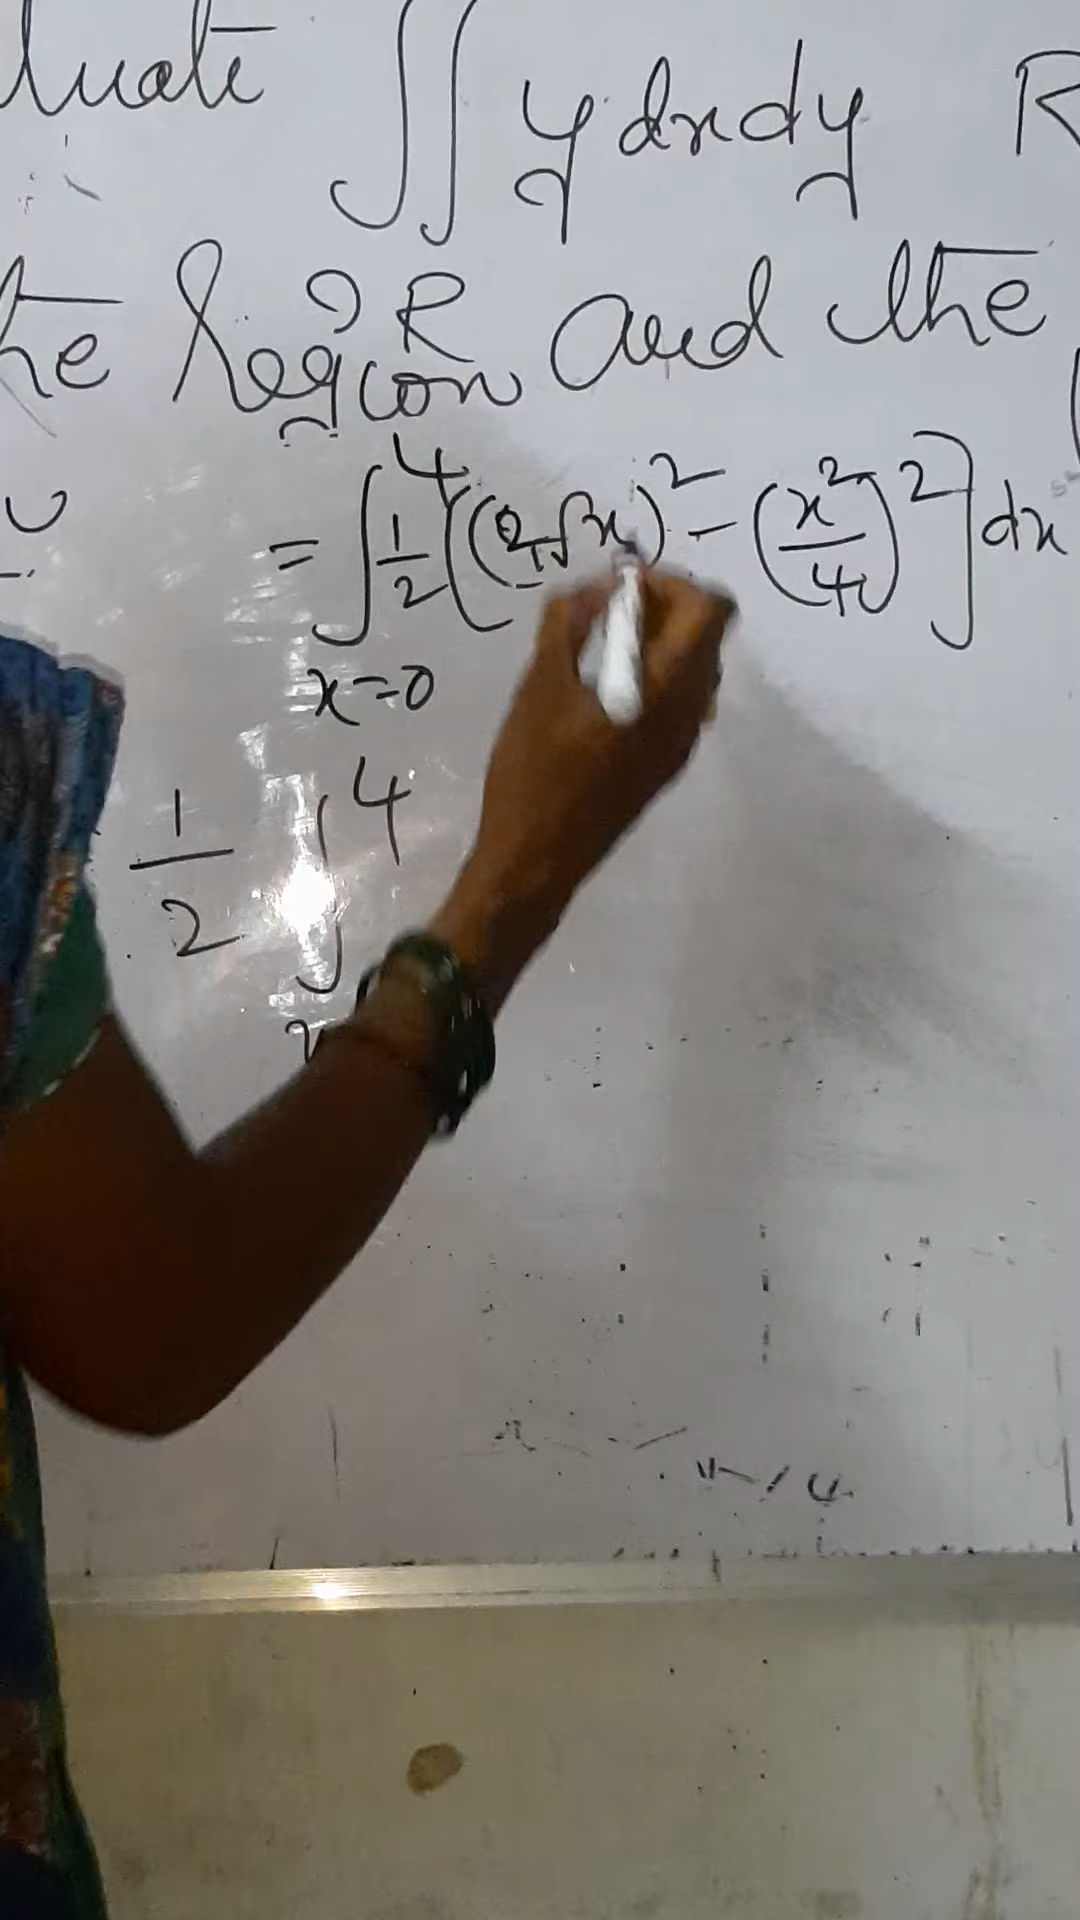 luate ∬ y dxdy R
he Region R and the
= ∫⁴ 1/2 [(2√x)² - (x²/4)²] dx
x=0
1/2 ∫⁴